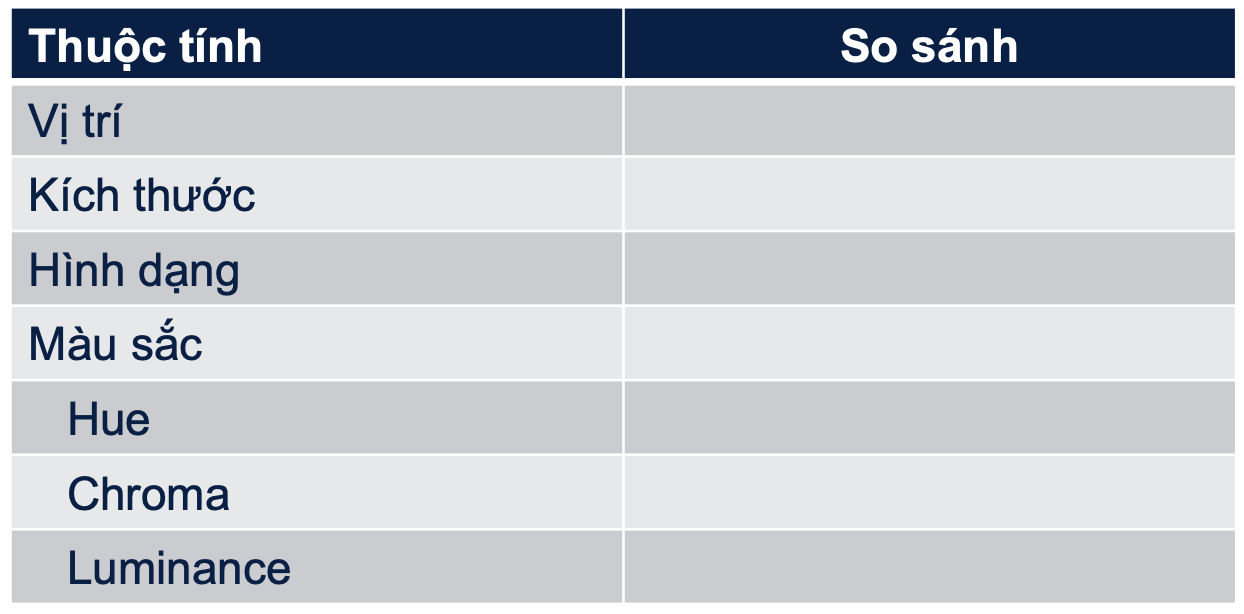 Thuộc tính So sánh
Vị trí
Kích thước
Hình dạng
Màu sắc
Hue
Chroma
Luminance